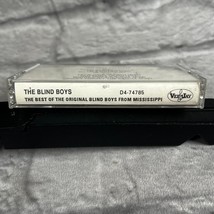 THE BLIND BOYS
D4-74785
THE BEST OF THE ORIGINAL BLIND BOYS FROM MISSISSIPPI
VeeJay